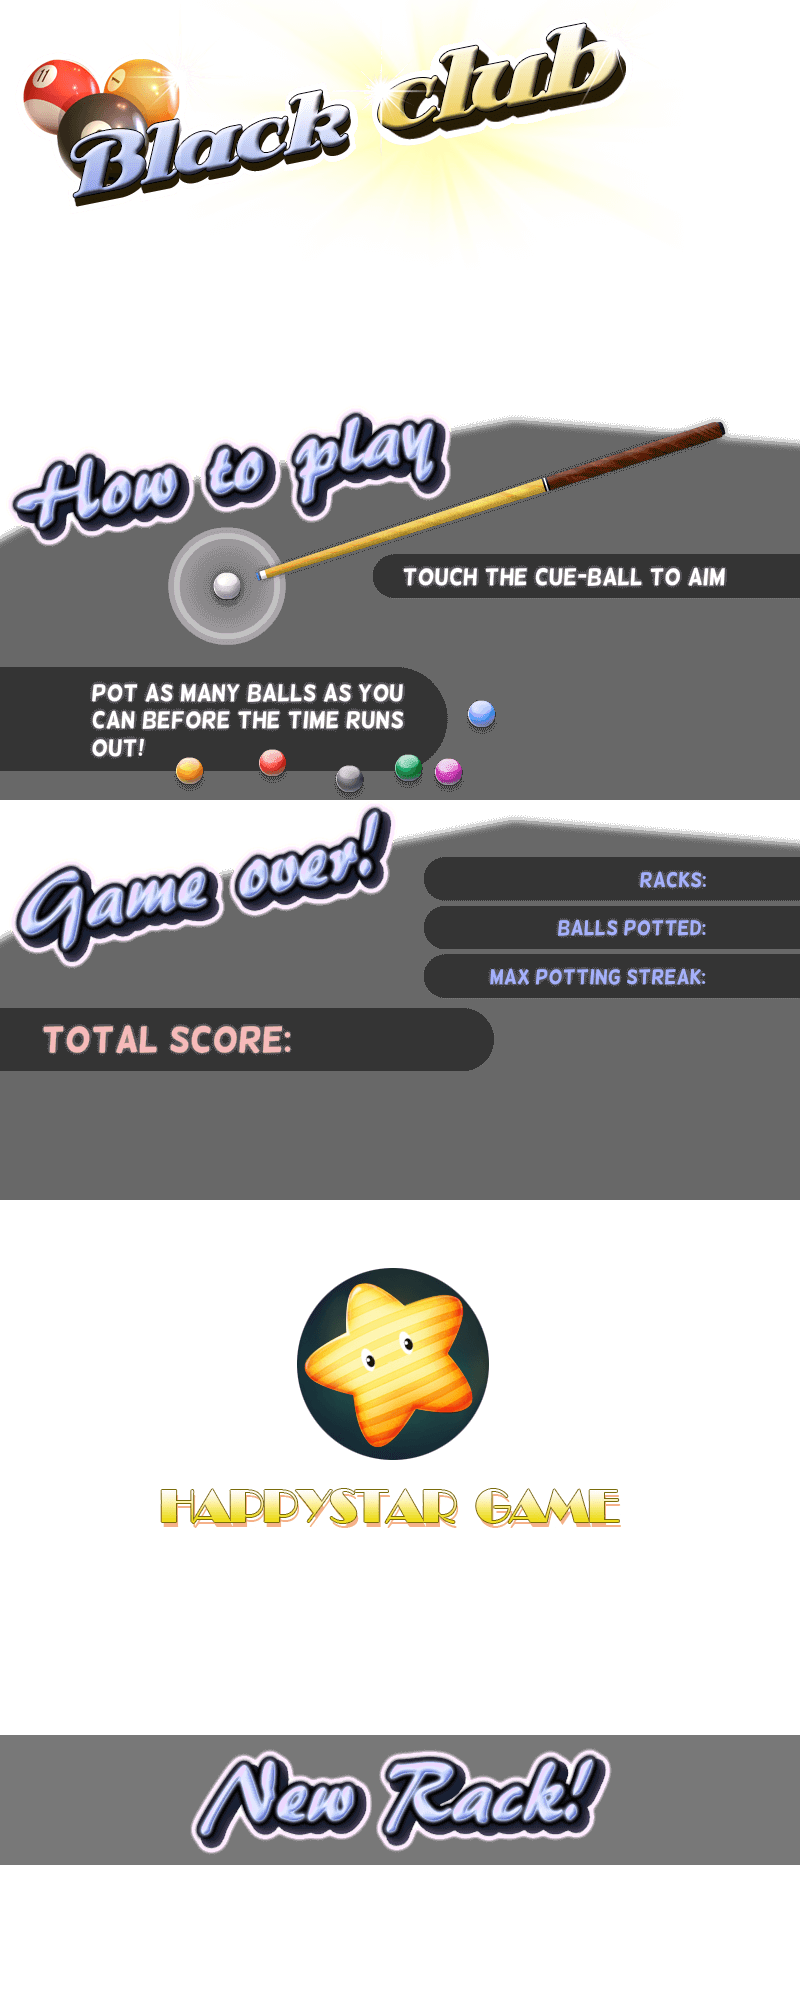 11
Black club
How to play
TOUCH THE CUE-BALL TO AIM
POT AS MANY BALLS AS YOU
CAN BEFORE THE TIME RUNS
OUT!
Game over!
RACKS:
BALLS POTTED:
MAX POTTING STREAK:
TOTAL SCORE:
HAPPYSTAR GAME
New Rack!